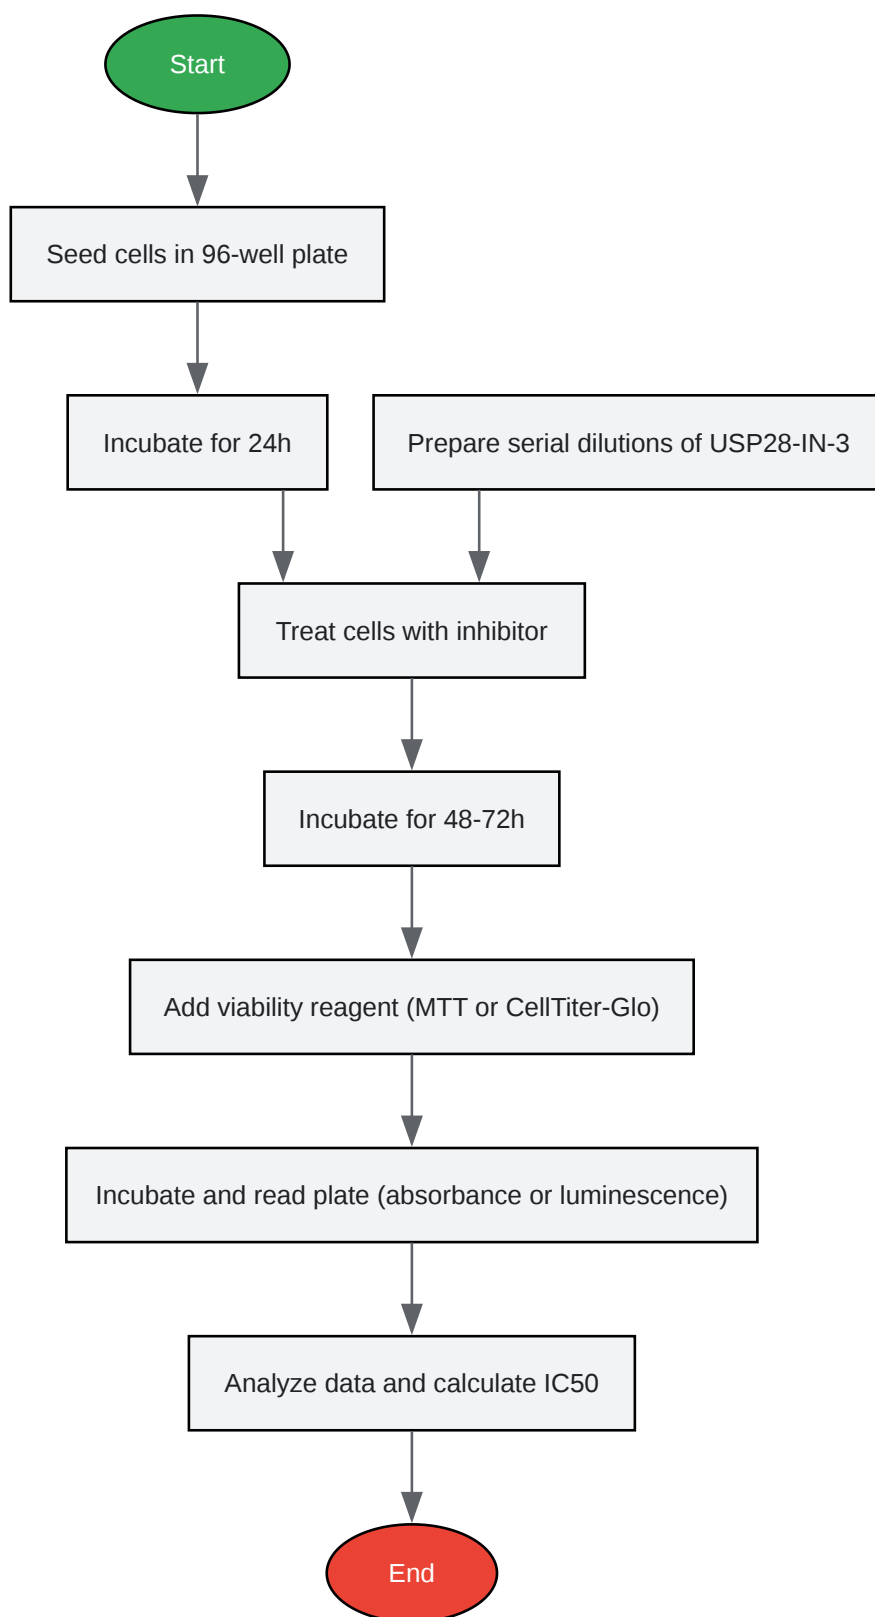 Start
Seed cells in 96-well plate
Incubate for 24h
Prepare serial dilutions of USP28-IN-3
Treat cells with inhibitor
Incubate for 48-72h
Add viability reagent (MTT or CellTiter-Glo)
Incubate and read plate (absorbance or luminescence)
Analyze data and calculate IC50
End